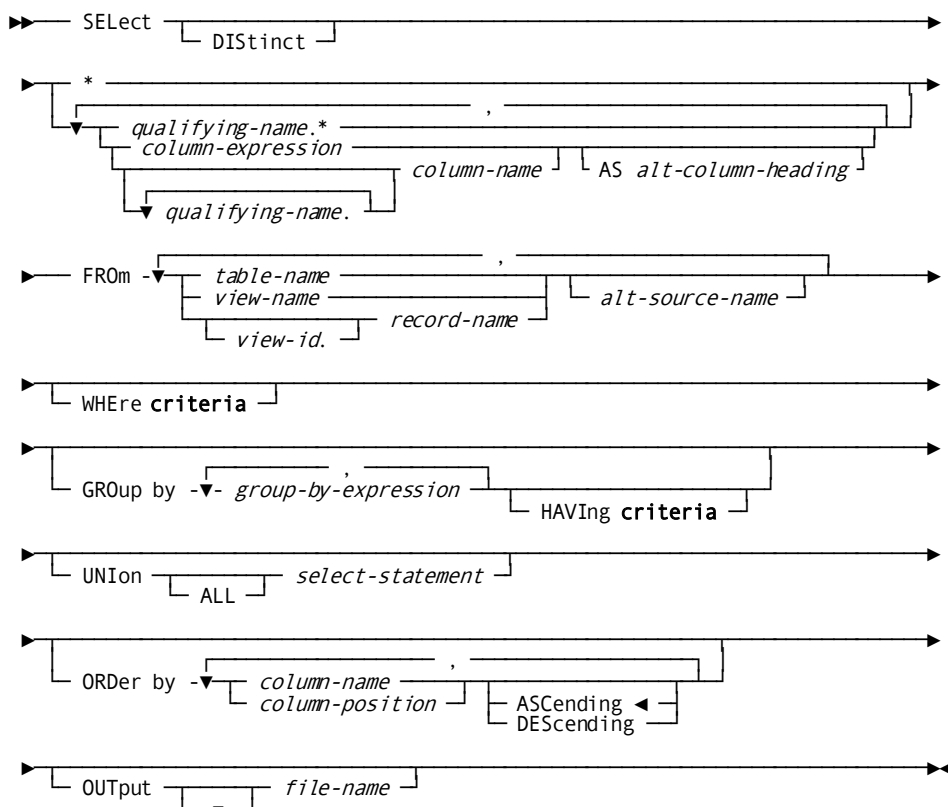 SELect
DIStinct
*
,
qualifying-name.*
column-expression
column-name
AS alt-column-heading
qualifying-name.
,
FROm -
table-name
view-name
alt-source-name
record-name
view-id.
WHEre criteria
,
GROup by -
- group-by-expression
HAVIng criteria
UNIon
select-statement
ALL
,
ORDer by -
column-name
column-position
ASCending ◄
DEScending
OUTput
file-name